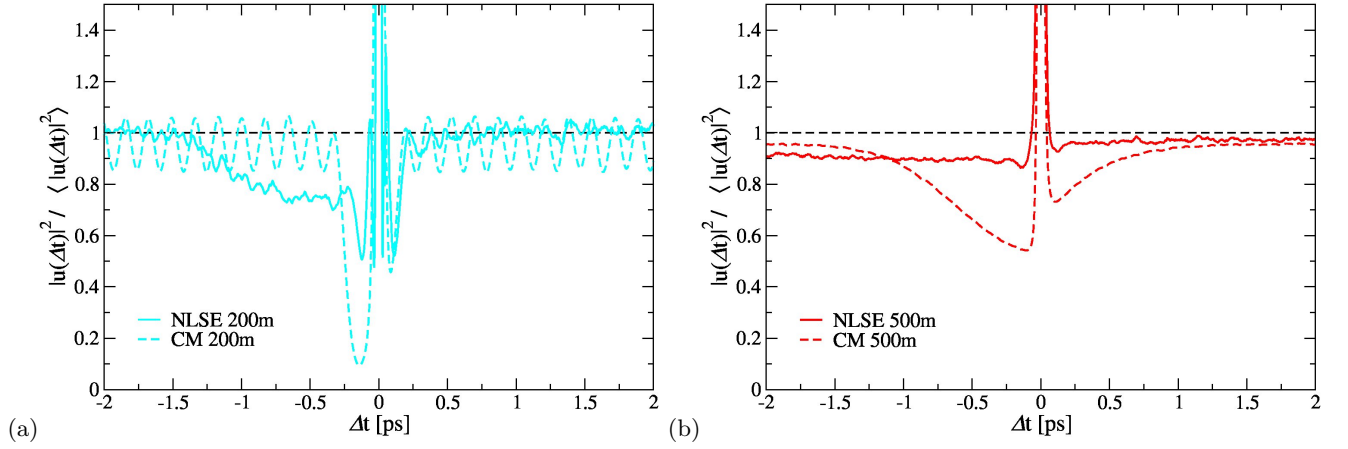 |u(Δt)|² / ⟨ |u(Δt)|² ⟩
1.4
1.2
1
0.8
0.6
0.4
0.2
0
NLSE 200m
CM 200m
-2 -1.5 -1 -0.5 0 0.5 1 1.5 2
Δt [ps]
(a)
|u(Δt)|² / ⟨ |u(Δt)|² ⟩
1.4
1.2
1
0.8
0.6
0.4
0.2
0
NLSE 500m
CM 500m
-2 -1.5 -1 -0.5 0 0.5 1 1.5 2
Δt [ps]
(b)